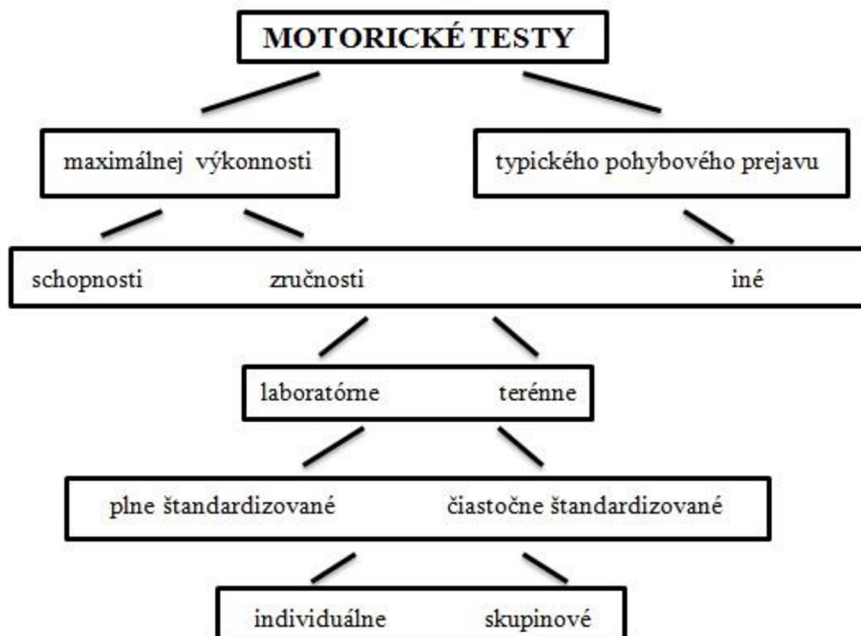 MOTORICKÉ TESTY
maximálnej výkonnosti typického pohybového prejavu
schopnosti zručnosti iné
laboratórne terénne
plne štandardizované čiastočne štandardizované
individuálne skupinové